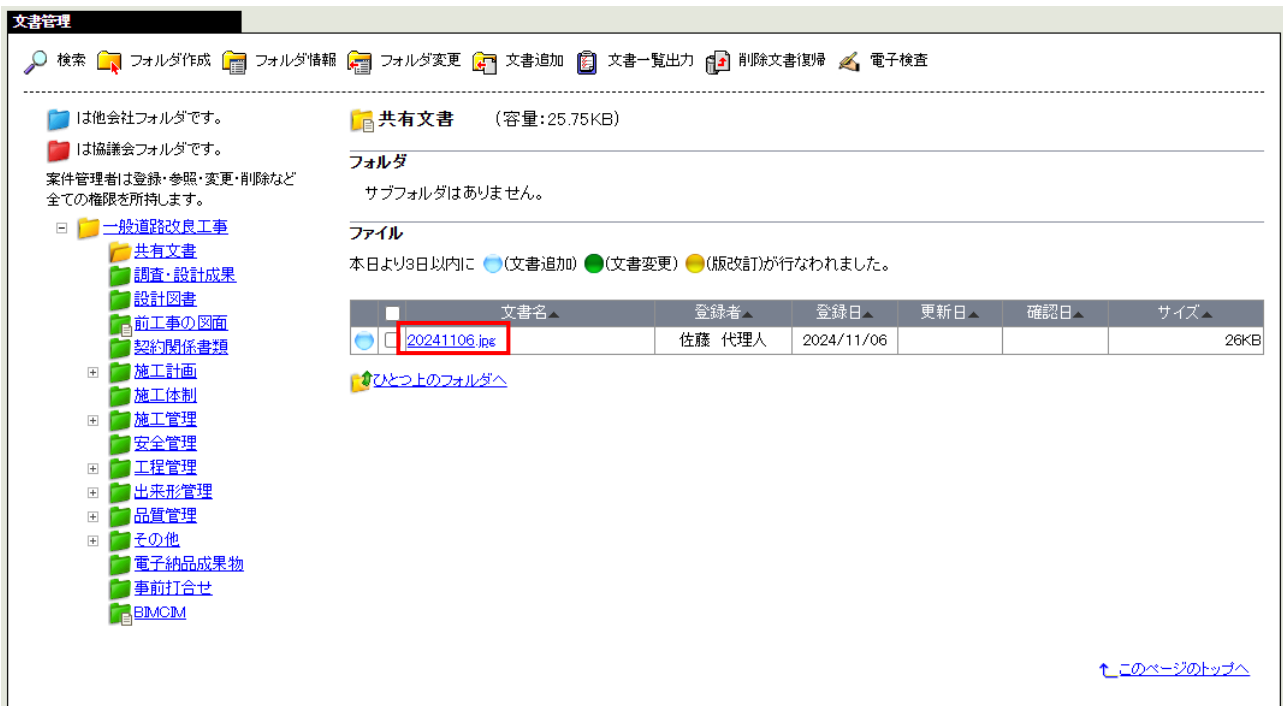 文書管理
検索 フォルダ作成 フォルダ情報 フォルダ変更 文書追加 文書一覧出力 削除文書復帰 電子検査
は他会社フォルダです。
は協議会フォルダです。
案件管理者は登録・参照・変更・削除など
全ての権限を所持します。
一般道路改良工事
共有文書
調査・設計成果
設計図書
前工事の図面
契約関係書類
施工計画
施工体制
施工管理
安全管理
工程管理
出来形管理
品質管理
その他
電子納品成果物
事前打合せ
BIMCIM
共有文書 （容量：25.75KB）
フォルダ
サブフォルダはありません。
ファイル
本日より3日以内に (文書追加) (文書変更) (版改訂)が行なわれました。
文書名▲ 登録者▲ 登録日▲ 更新日▲ 確認日▲ サイズ▲
20241106.jpg 佐藤 代理人 2024/11/06 26KB
ひとつ上のフォルダへ
このページのトップへ